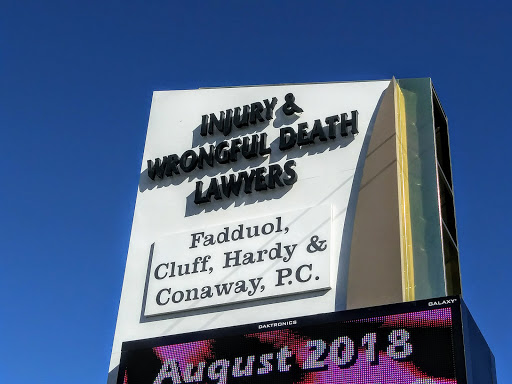 INJURY &
WRONGFUL DEATH
LAWYERS
Fadduol,
Cluff, Hardy &
Conaway, P.C.
DAKTRONICS
GALAXY
August 2018